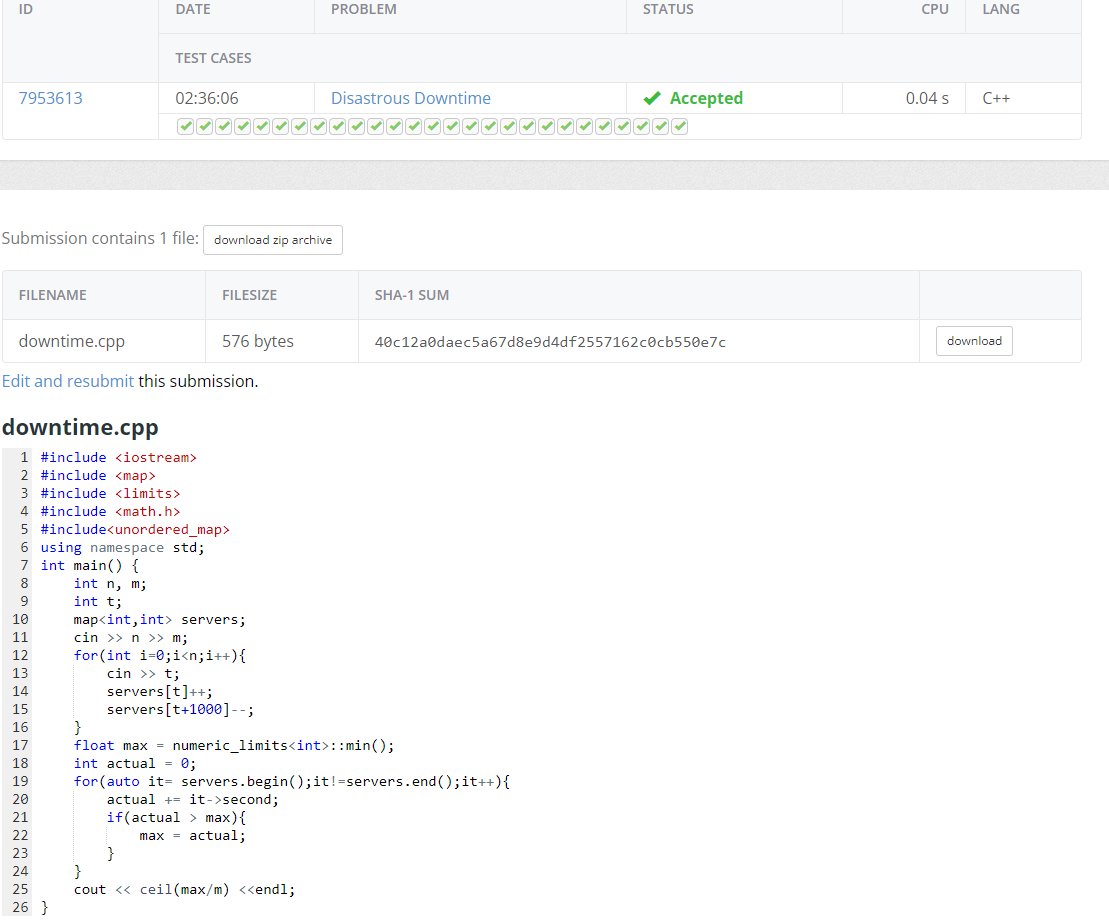 ID DATE PROBLEM STATUS CPU LANG
TEST CASES
7953613 02:36:06 Disastrous Downtime Accepted 0.04 s C++
Submission contains 1 file: download zip archive
FILENAME FILESIZE SHA-1 SUM
downtime.cpp 576 bytes 40c12a0daec5a67d8e9d4df2557162c0cb550e7c download
Edit and resubmit this submission.
downtime.cpp
1 #include <iostream>
2 #include <map>
3 #include <limits>
4 #include <math.h>
5 #include<unordered_map>
6 using namespace std;
7 int main() {
8     int n, m;
9     int t;
10     map<int,int> servers;
11     cin >> n >> m;
12     for(int i=0;i<n;i++){
13         cin >> t;
14         servers[t]++;
15         servers[t+1000]--;
16     }
17     float max = numeric_limits<int>::min();
18     int actual = 0;
19     for(auto it= servers.begin();it!=servers.end();it++){
20         actual += it->second;
21         if(actual > max){
22             max = actual;
23         }
24     }
25     cout << ceil(max/m) <<endl;
26 }